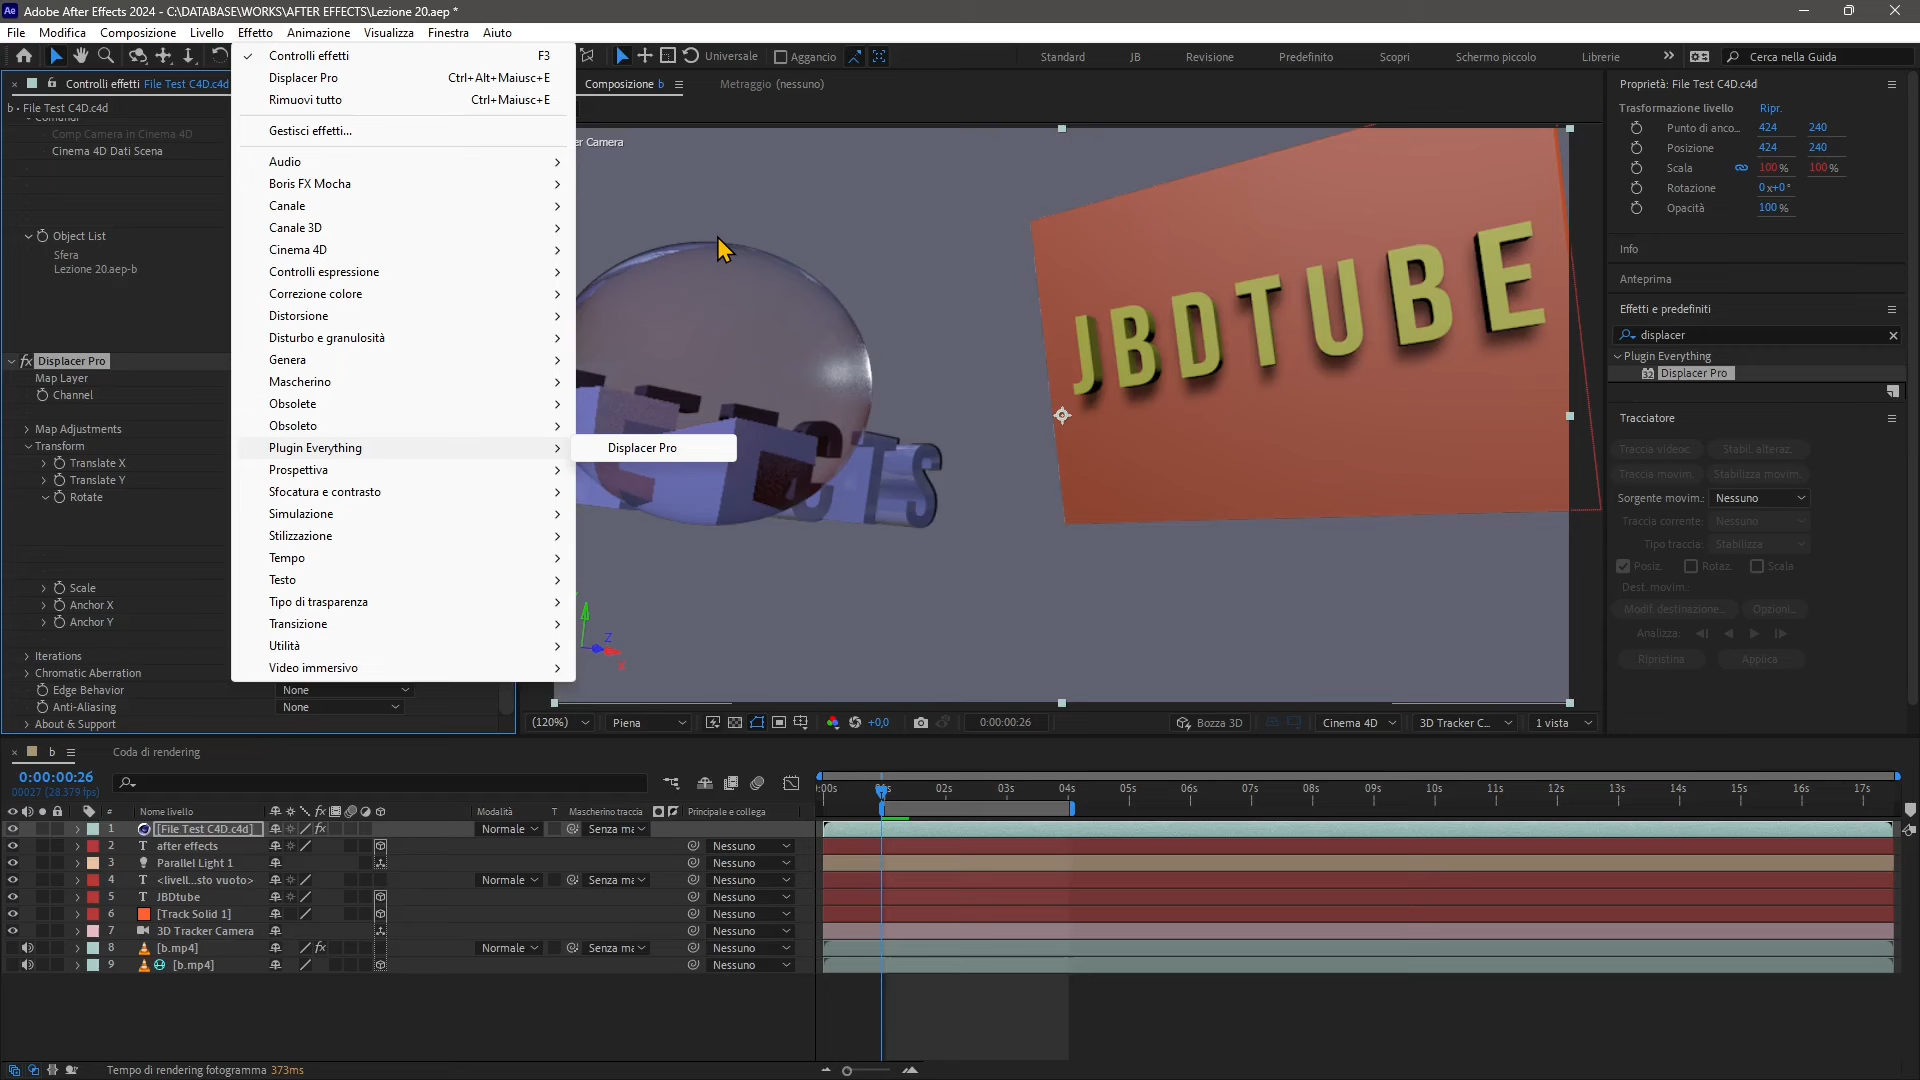 Ae Adobe After Effects 2024 - C:\DATABASE\WORKS\AFTER EFFECTS\Lezione 20.aep *
File Modifica Composizione Livello Effetto Animazione Visualizza Finestra Aiuto
Universale Aggancio Standard JB Revisione Predefinito Scopri Schermo piccolo Librerie Cerca nella Guida
Controlli effetti File Test C4D.c4d
b • File Test C4D.c4d
Comp Camera in Cinema 4D
Cinema 4D Dati Scena
Object List
Sfera
Lezione 20.aep-b
fx Displacer Pro
Map Layer
Channel
Map Adjustments
Transform
Translate X
Translate Y
Rotate
Scale
Anchor X
Anchor Y
Iterations
Chromatic Aberration
Edge Behavior None
Anti-Aliasing None
About & Support
Controlli effetti F3
Displacer Pro Ctrl+Alt+Maiusc+E
Rimuovi tutto Ctrl+Maiusc+E
Gestisci effetti...
Audio
Boris FX Mocha
Canale
Canale 3D
Cinema 4D
Controlli espressione
Correzione colore
Distorsione
Disturbo e granulosità
Genera
Mascherino
Obsolete
Obsoleto
Plugin Everything
Prospettiva
Sfocatura e contrasto
Simulazione
Stilizzazione
Tempo
Testo
Tipo di trasparenza
Transizione
Utilità
Video immersivo
Displacer Pro
Composizione b
Metraggio (nessuno)
er Camera
JBDTUBE
CTS
Z
(120%) Piena +0,0 0:00:00:26 Bozza 3D Cinema 4D 3D Tracker C... 1 vista
Proprietà: File Test C4D.c4d
Trasformazione livello Ripr.
Punto di anco... 424 240
Posizione 424 240
Scala 100 % 100 %
Rotazione 0x+0°
Opacità 100 %
Info
Anteprima
Effetti e predefiniti
displacer
Plugin Everything
32 Displacer Pro
Tracciatore
Traccia videoc. Stabil. alteraz.
Traccia movim. Stabilizza movim.
Sorgente movim.: Nessuno
Traccia corrente: Nessuno
Tipo traccia: Stabilizza
Posiz. Rotaz. Scala
Dest. movim.:
Modif. destinazione... Opzioni...
Analizza:
Ripristina Applica
b Coda di rendering
0:00:00:26
00027 (28.379 fps)
# Nome livello fx Modalità T Mascherino traccia Principale e collega
:00s 02s 03s 04s 05s 06s 07s 08s 09s 10s 11s 12s 13s 14s 15s 16s 17s
1 [File Test C4D.c4d] fx Normale Senza ma
2 T after effects Nessuno
3 Parallel Light 1 Nessuno
4 T <livell...sto vuoto> Normale Senza ma Nessuno
5 T JBDtube Nessuno
6 [Track Solid 1] Nessuno
7 3D Tracker Camera Nessuno
8 [b.mp4] fx Normale Senza ma Nessuno
9 [b.mp4] Nessuno
Tempo di rendering fotogramma 373ms